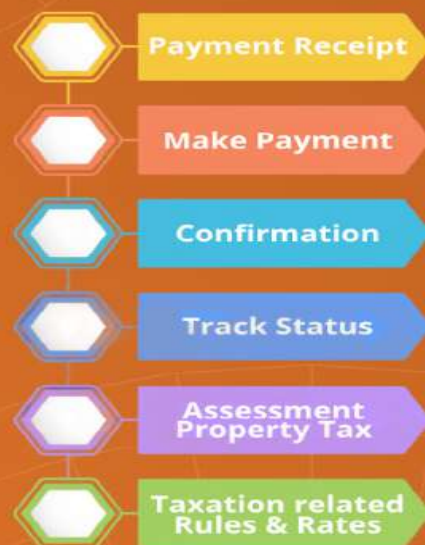 Payment Receipt
Make Payment
Confirmation
Track Status
Assessment
Property Tax
Taxation related
Rules & Rates